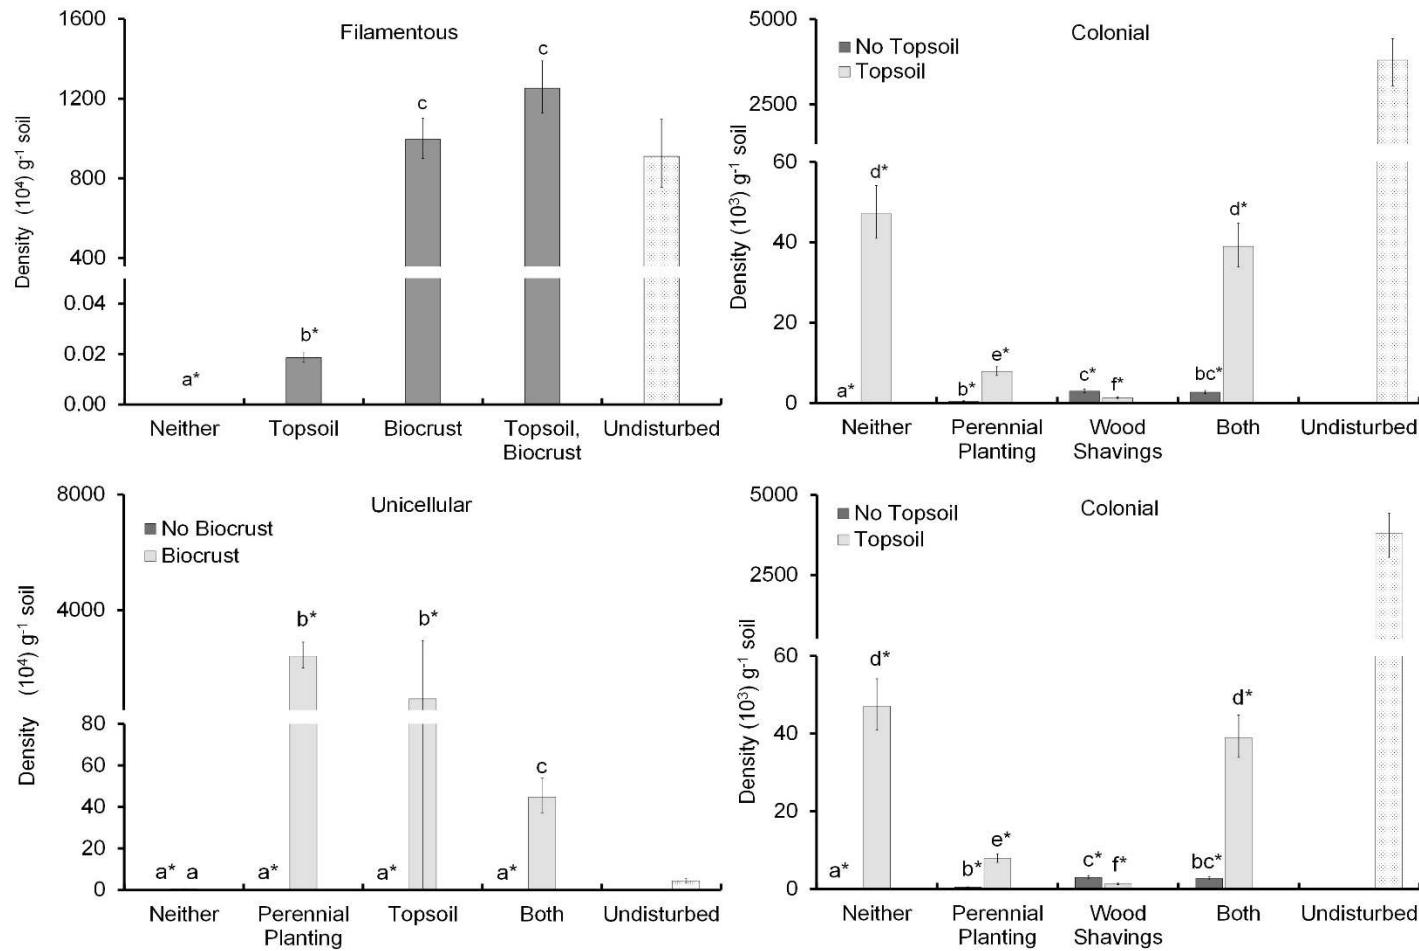 Filamentous
Density (10⁴) g⁻¹ soil
1600
1200
800
400
0.04
0.02
0.00
a*
b*
c
c
Neither
Topsoil
Biocrust
Topsoil,
Biocrust
Undisturbed
Colonial
No Topsoil
Topsoil
Density (10³) g⁻¹ soil
5000
2500
60
40
20
0
a*
d*
b*
e*
c*
f*
bc*
d*
Neither
Perennial
Planting
Wood
Shavings
Both
Undisturbed
Unicellular
No Biocrust
Biocrust
Density (10⁴) g⁻¹ soil
8000
4000
80
60
40
20
0
a*
a
a*
b*
a*
b*
a*
c
Neither
Perennial
Planting
Topsoil
Both
Undisturbed
Colonial
No Topsoil
Topsoil
Density (10³) g⁻¹ soil
5000
2500
60
40
20
0
a*
d*
b*
e*
c*
f*
bc*
d*
Neither
Perennial
Planting
Wood
Shavings
Both
Undisturbed